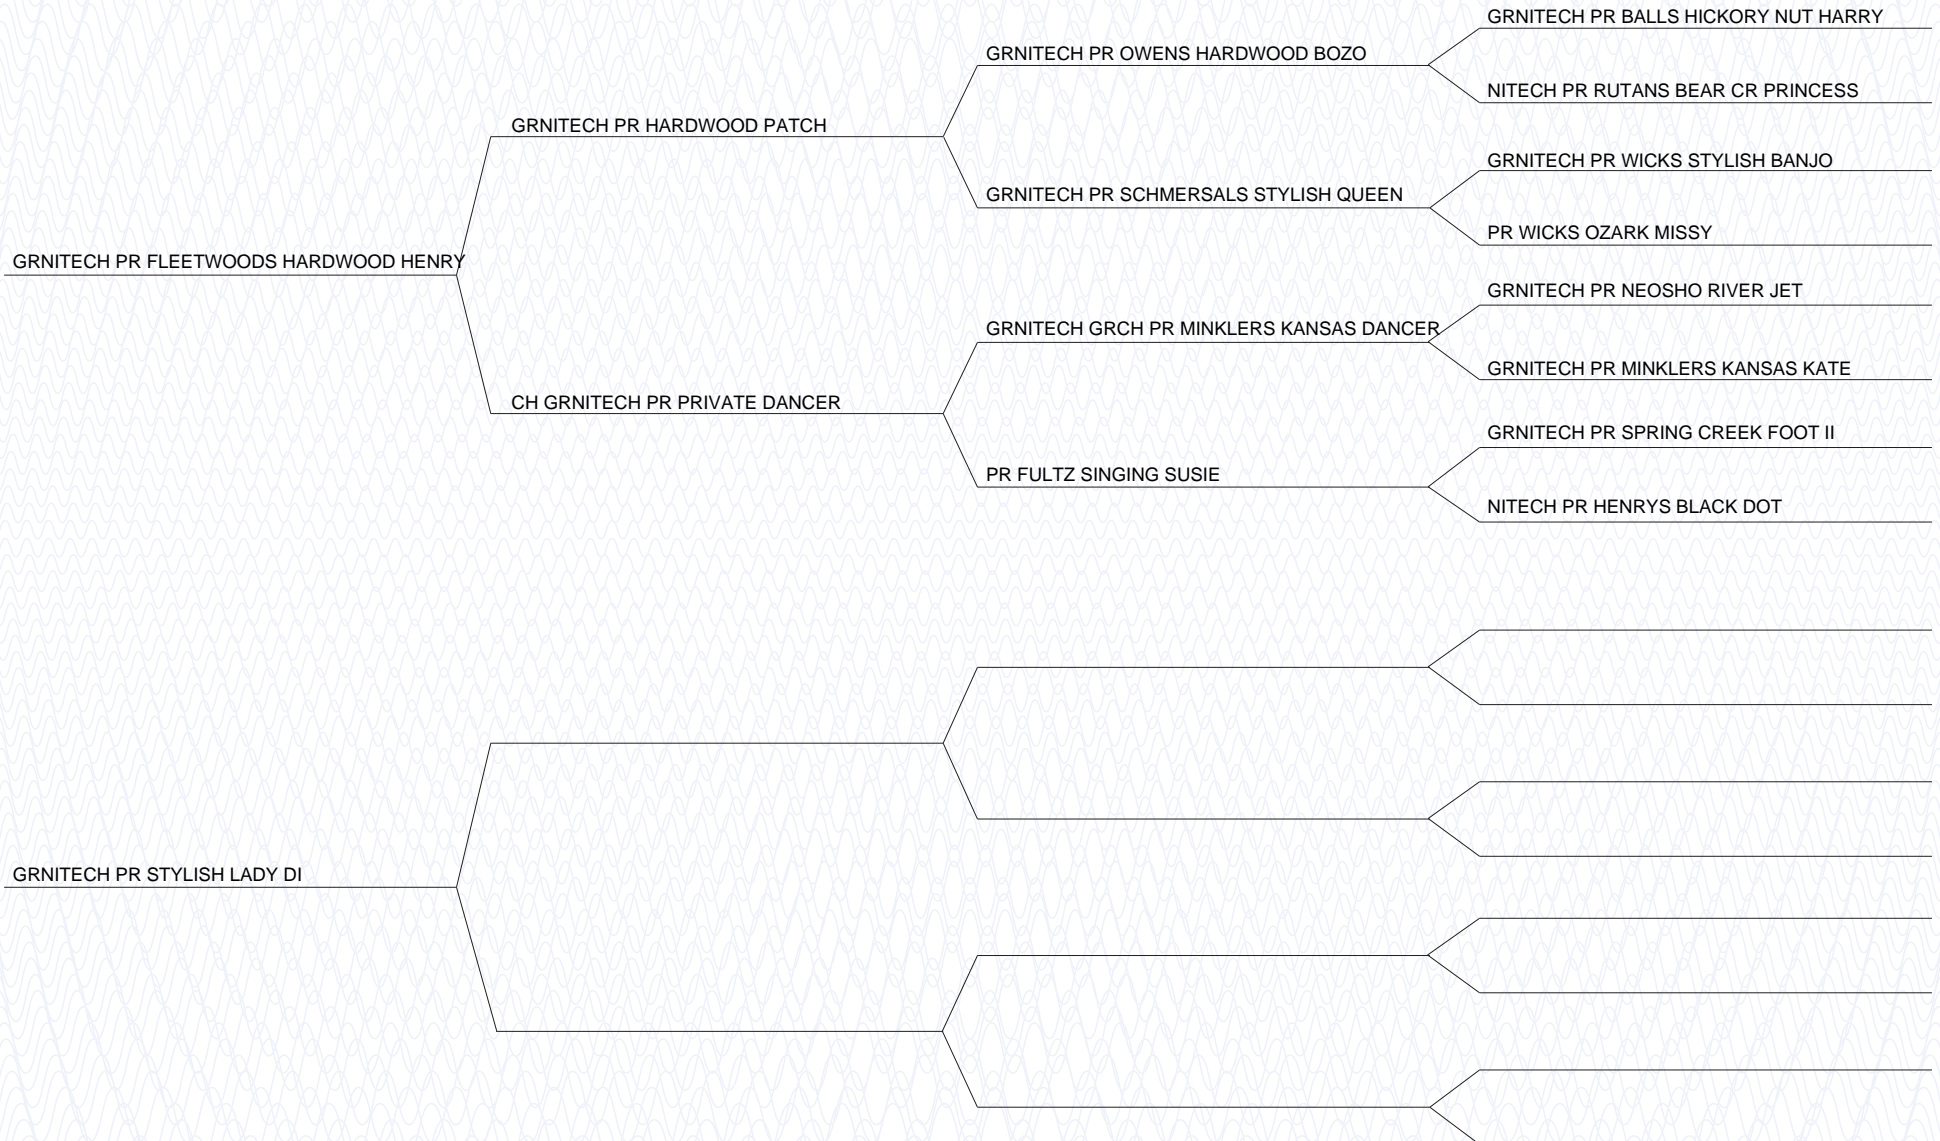 GRNITECH PR BALLS HICKORY NUT HARRY
GRNITECH PR OWENS HARDWOOD BOZO
NITECH PR RUTANS BEAR CR PRINCESS
GRNITECH PR HARDWOOD PATCH
GRNITECH PR WICKS STYLISH BANJO
GRNITECH PR SCHMERSALS STYLISH QUEEN
PR WICKS OZARK MISSY
GRNITECH PR FLEETWOODS HARDWOOD HENRY
GRNITECH PR NEOSHO RIVER JET
GRNITECH GRCH PR MINKLERS KANSAS DANCER
GRNITECH PR MINKLERS KANSAS KATE
CH GRNITECH PR PRIVATE DANCER
GRNITECH PR SPRING CREEK FOOT II
PR FULTZ SINGING SUSIE
NITECH PR HENRYS BLACK DOT
GRNITECH PR STYLISH LADY DI